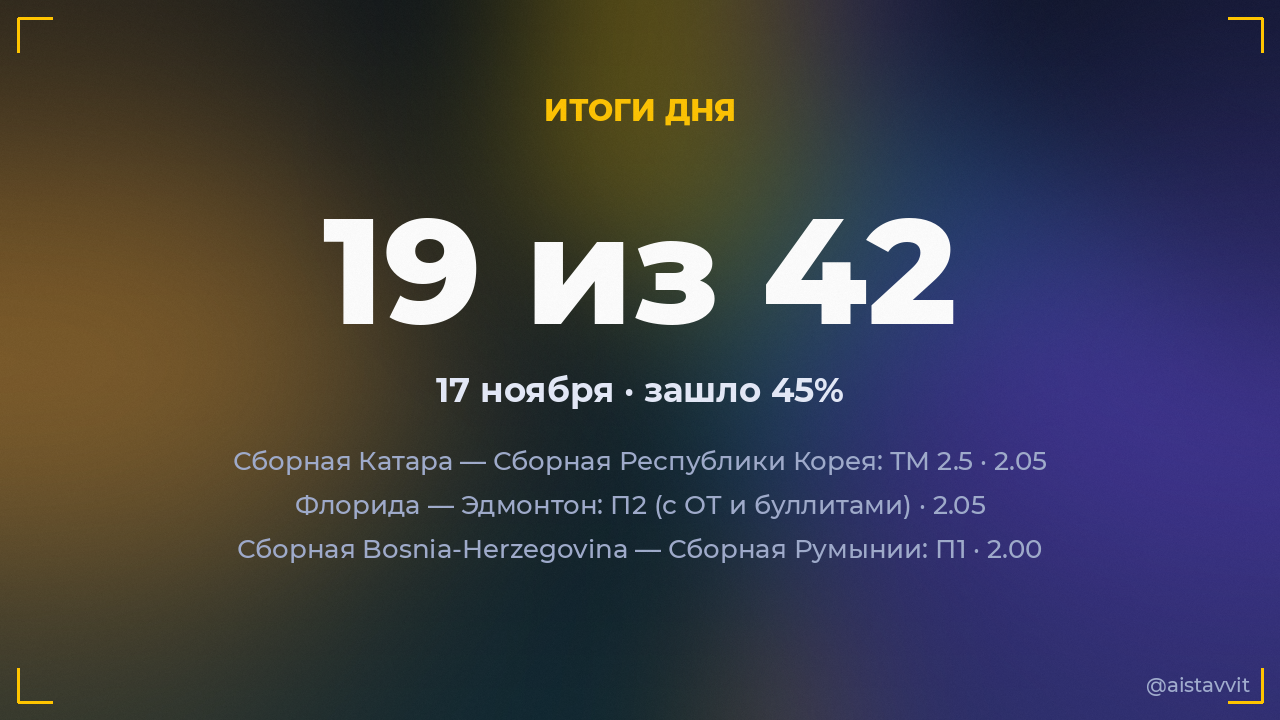 ИТОГИ ДНЯ
19 из 42
17 ноября · зашло 45%
Сборная Катара — Сборная Республики Корея: ТМ 2.5 · 2.05
Флорида — Эдмонтон: П2 (с ОТ и буллитами) · 2.05
Сборная Bosnia-Herzegovina — Сборная Румынии: П1 · 2.00
@aistavvit